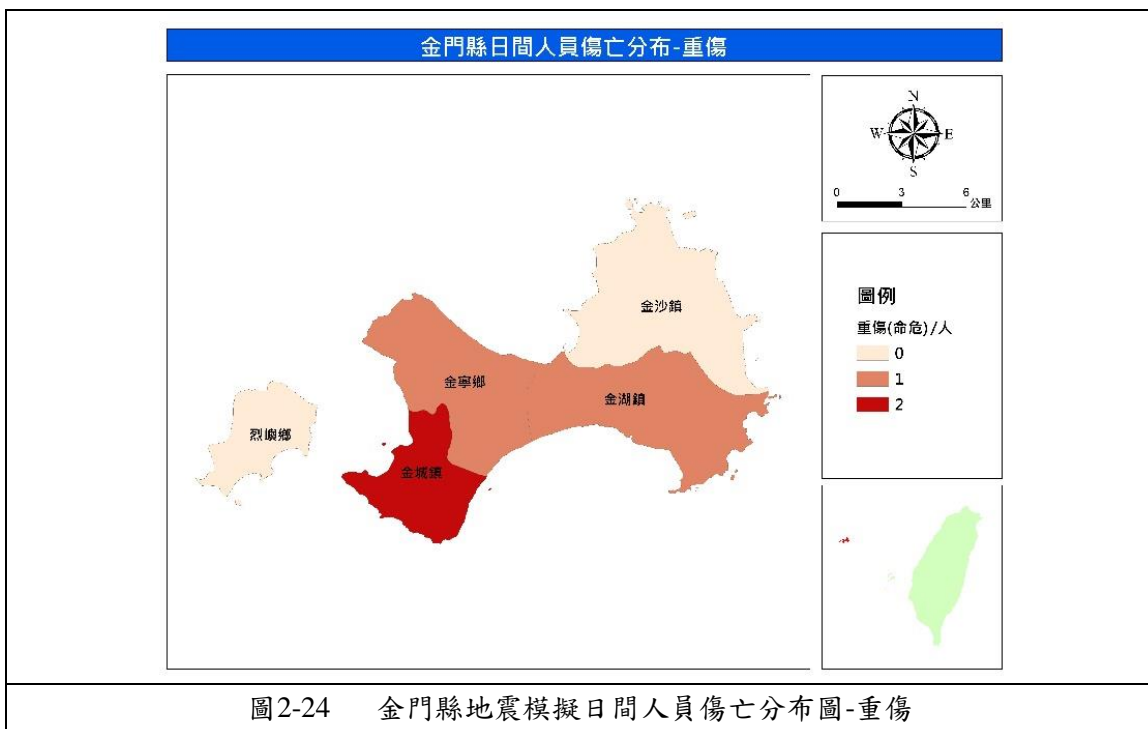 金門縣日間人員傷亡分布-重傷
N
W
E
S
0 3 6
公里
圖例
重傷(命危)/人
0
1
2
金沙鎮
金寧鄉
金湖鎮
烈嶼鄉
金城鎮
圖2-24 金門縣地震模擬日間人員傷亡分布圖-重傷